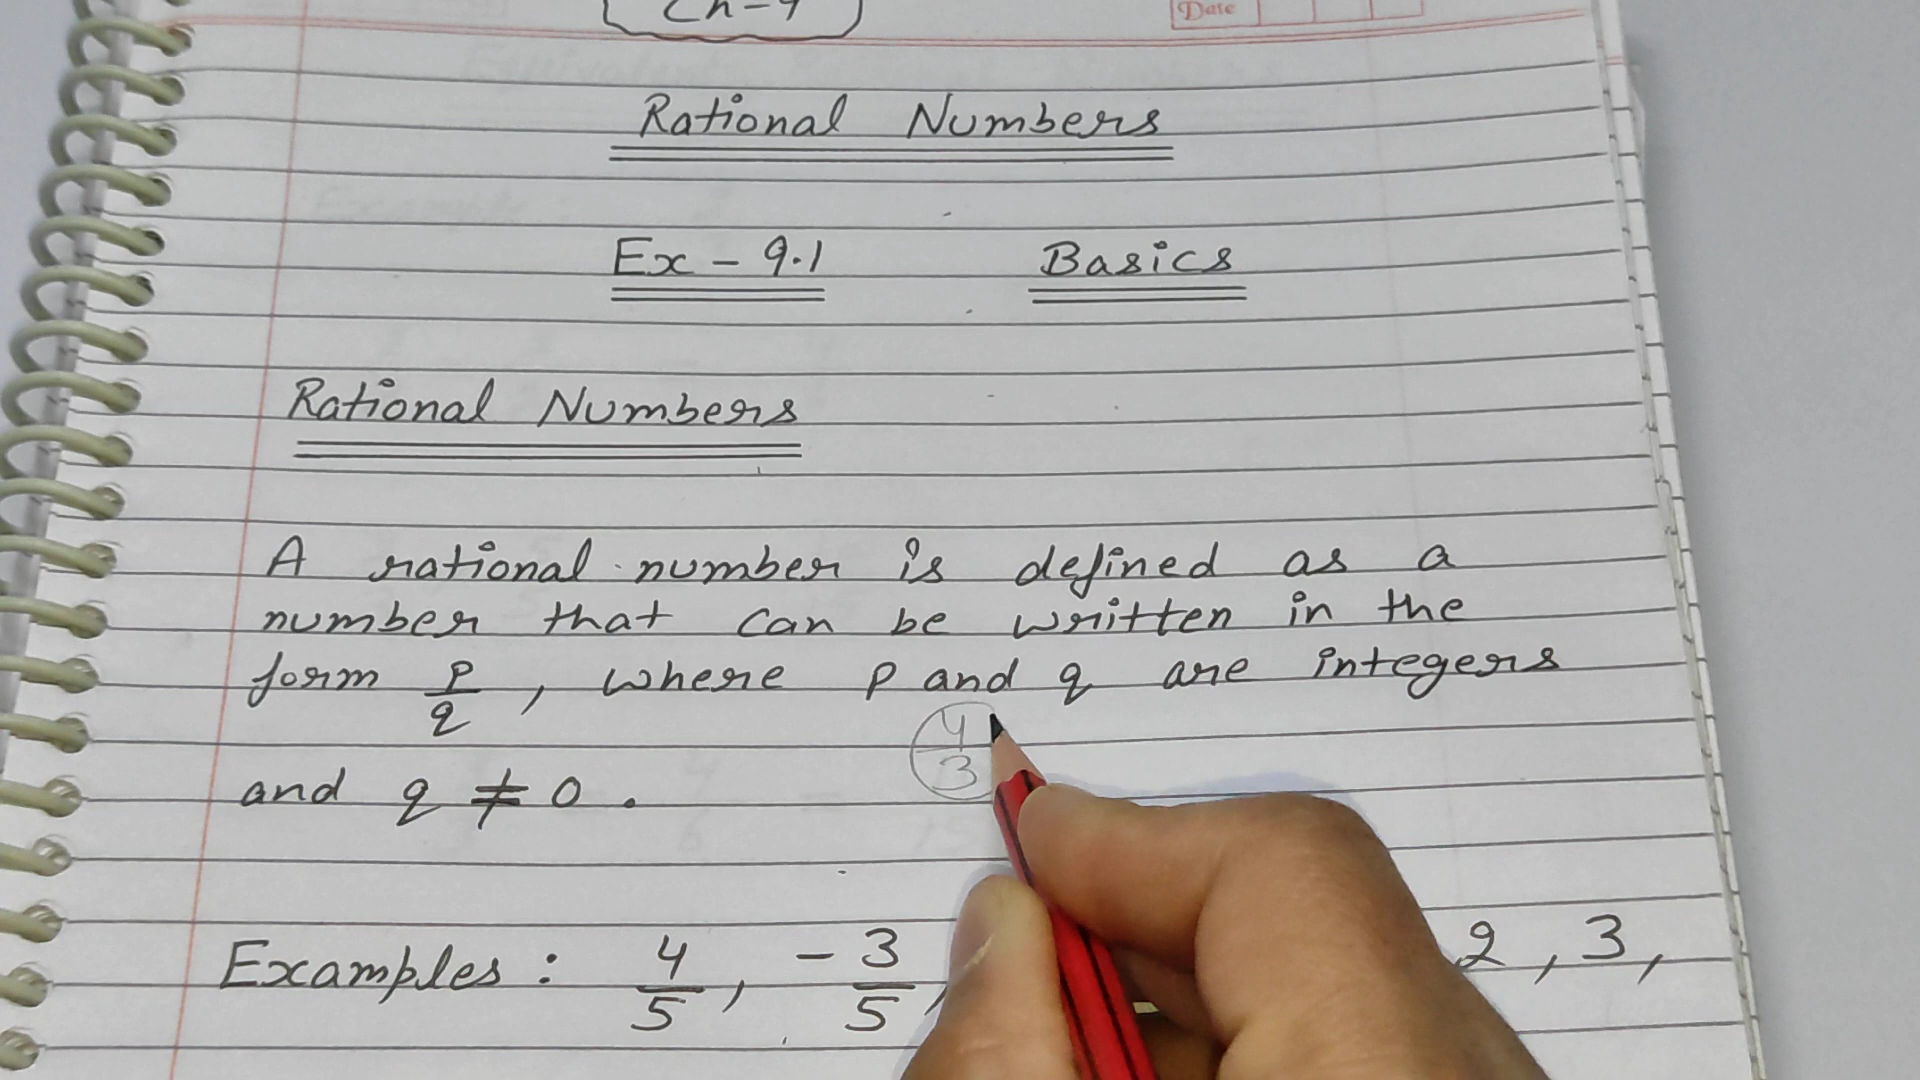 Date
Rational Numbers
Ex - 9.1 Basics
Rational Numbers
A rational number is defined as a
number that can be written in the
form p/q , where p and q are integers
4/3
and q ≠ 0 .
Examples : 4/5 , -3/5 , 2 , 3 ,